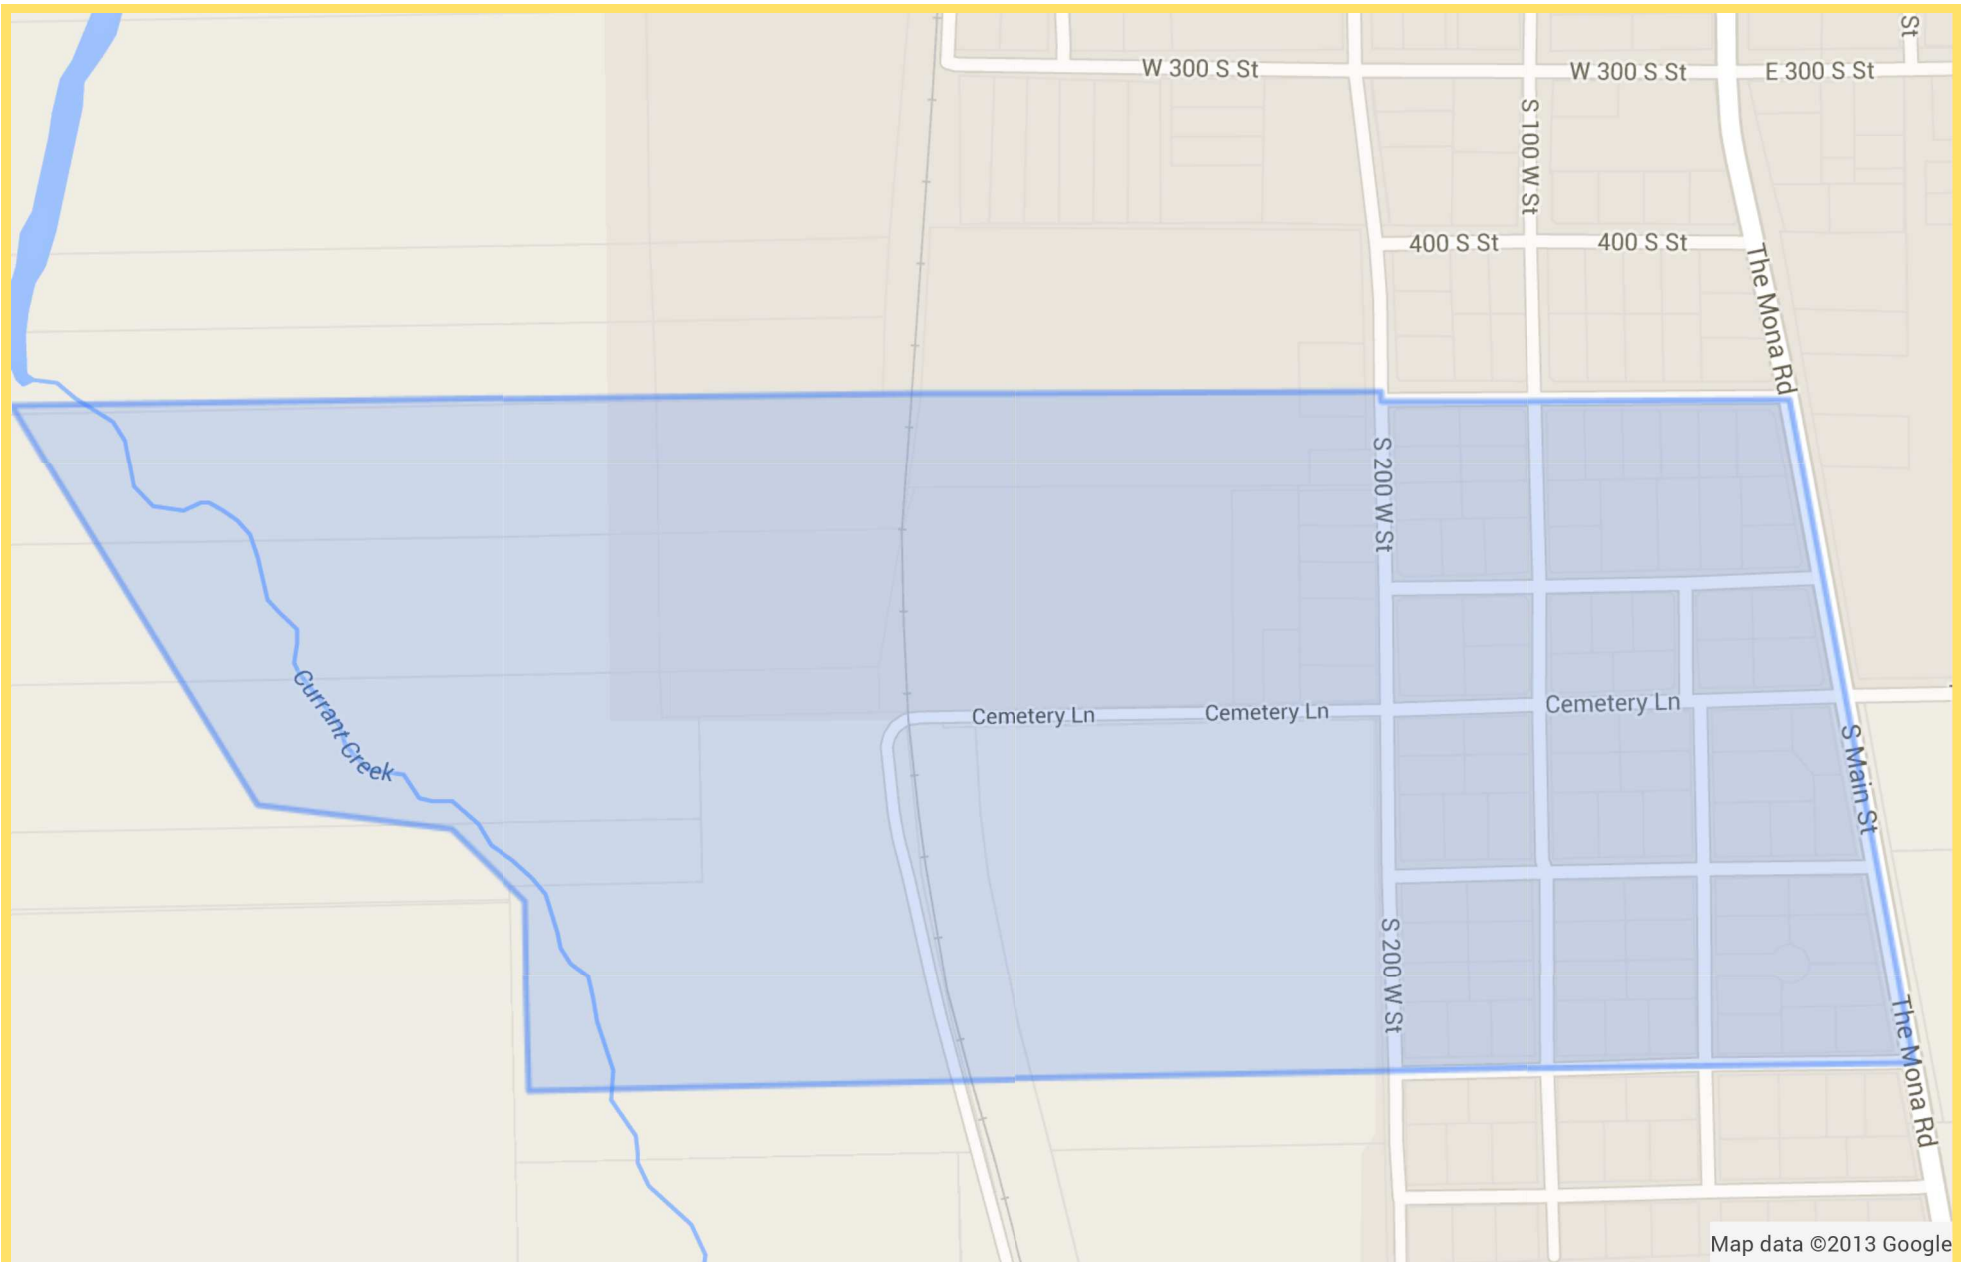 St
W 300 S St
W 300 S St
E 300 S St
S 100 W St
400 S St
400 S St
The Mona Rd
S 200 W St
Currant Creek
Cemetery Ln
Cemetery Ln
Cemetery Ln
S Main St
S 200 W St
The Mona Rd
Map data ©2013 Google